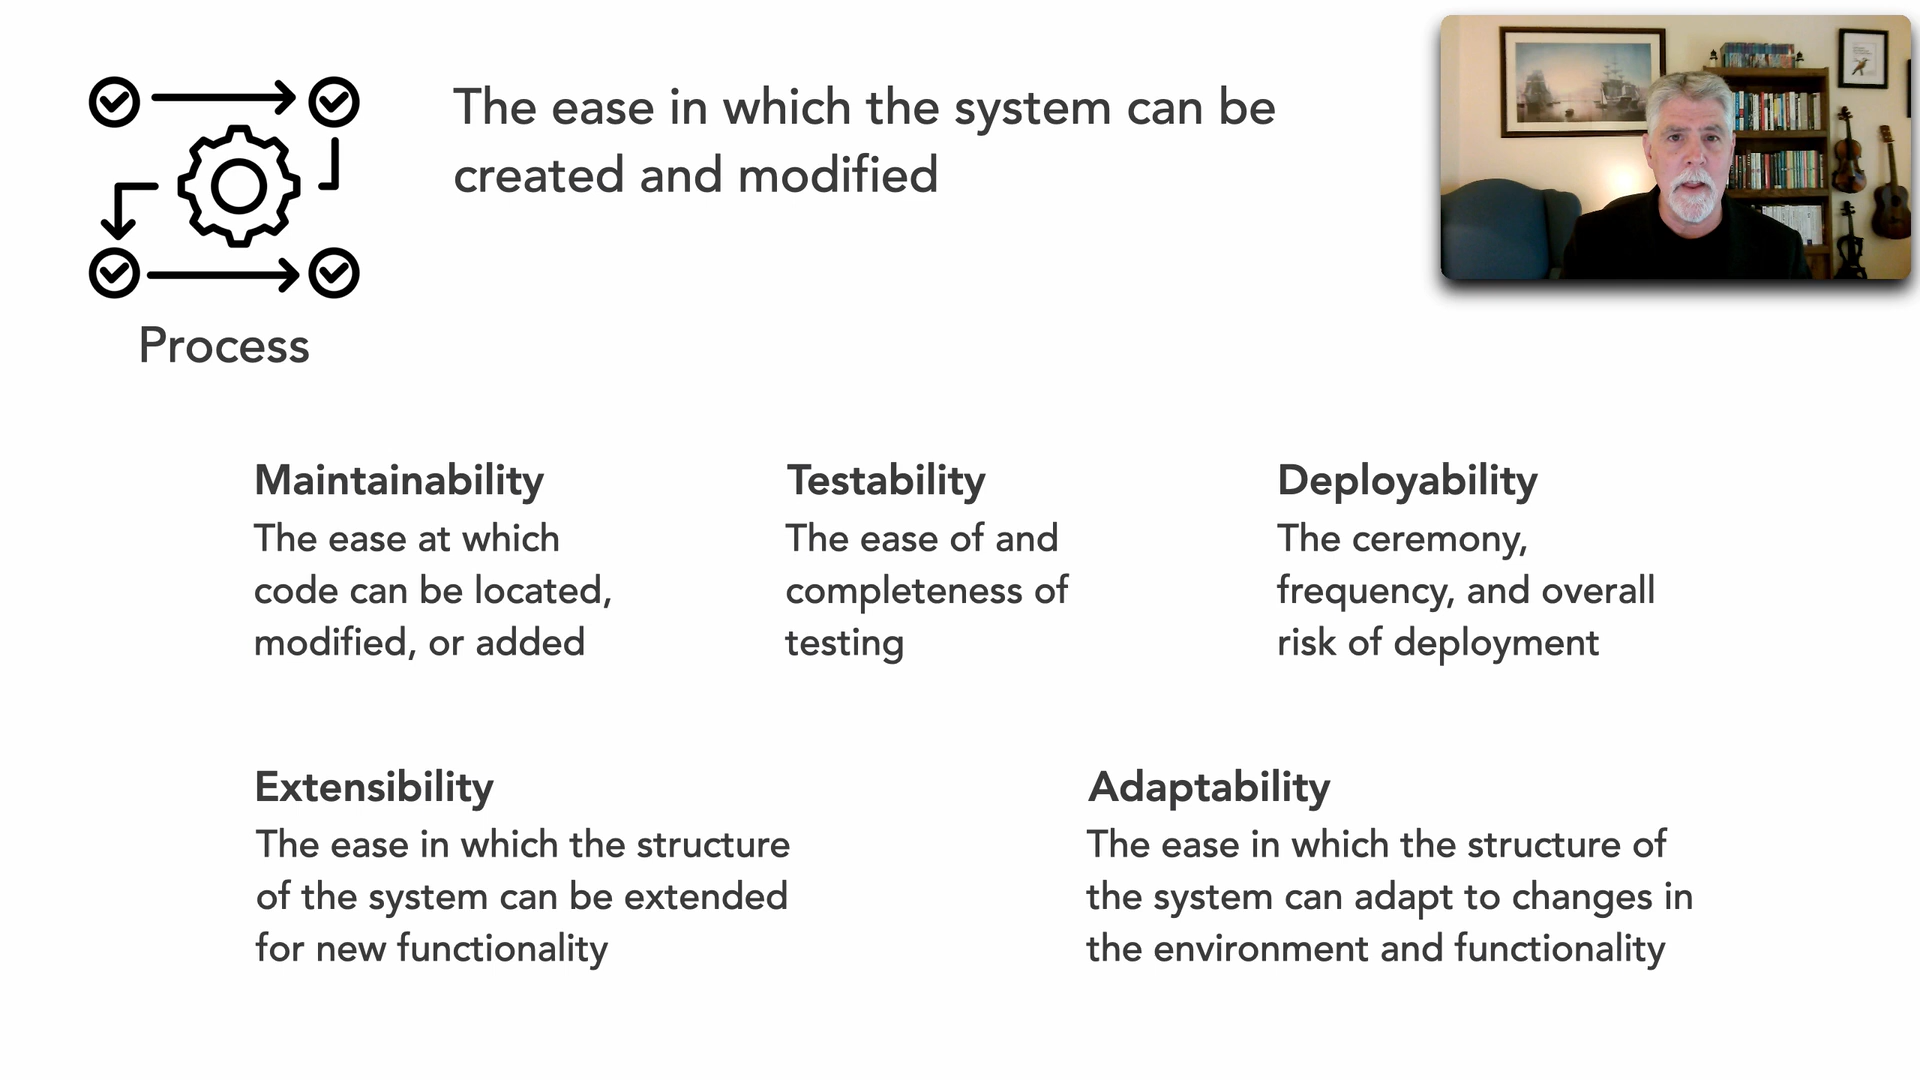 The ease in which the system can be
created and modified
Process
Maintainability
The ease at which
code can be located,
modified, or added
Testability
The ease of and
completeness of
testing
Deployability
The ceremony,
frequency, and overall
risk of deployment
Extensibility
The ease in which the structure
of the system can be extended
for new functionality
Adaptability
The ease in which the structure of
the system can adapt to changes in
the environment and functionality